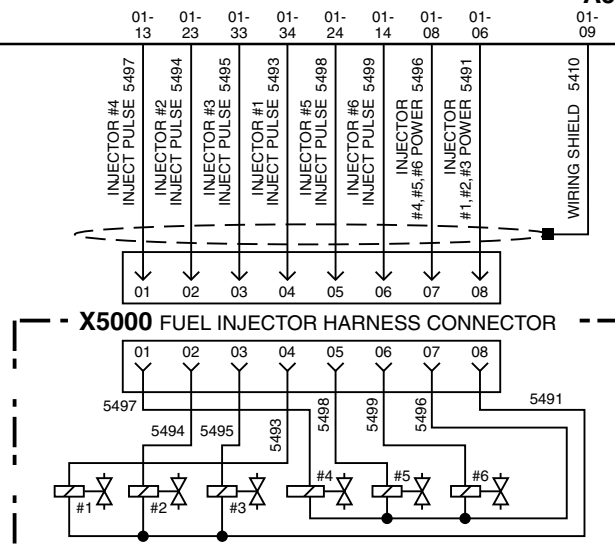 01-13 01-23 01-33 01-34 01-24 01-14 01-08 01-06 01-09
INJECTOR #4
INJECT PULSE 5497
INJECTOR #2
INJECT PULSE 5494
INJECTOR #3
INJECT PULSE 5495
INJECTOR #1
INJECT PULSE 5493
INJECTOR #5
INJECT PULSE 5498
INJECTOR #6
INJECT PULSE 5499
INJECTOR
#4,#5,#6 POWER 5496
INJECTOR
#1,#2,#3 POWER 5491
WIRING SHIELD 5410
01 02 03 04 05 06 07 08
X5000 FUEL INJECTOR HARNESS CONNECTOR
01 02 03 04 05 06 07 08
5497 5494 5495 5493 5498 5499 5496 5491
#1 #2 #3 #4 #5 #6